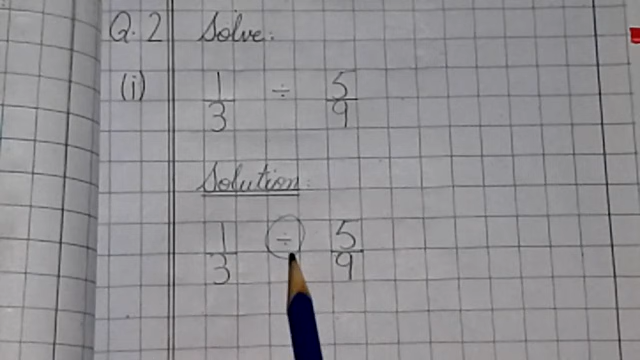 Q.2 Solve:
(i) 1/3 ÷ 5/9
Solution:
1/3 ÷ 5/9